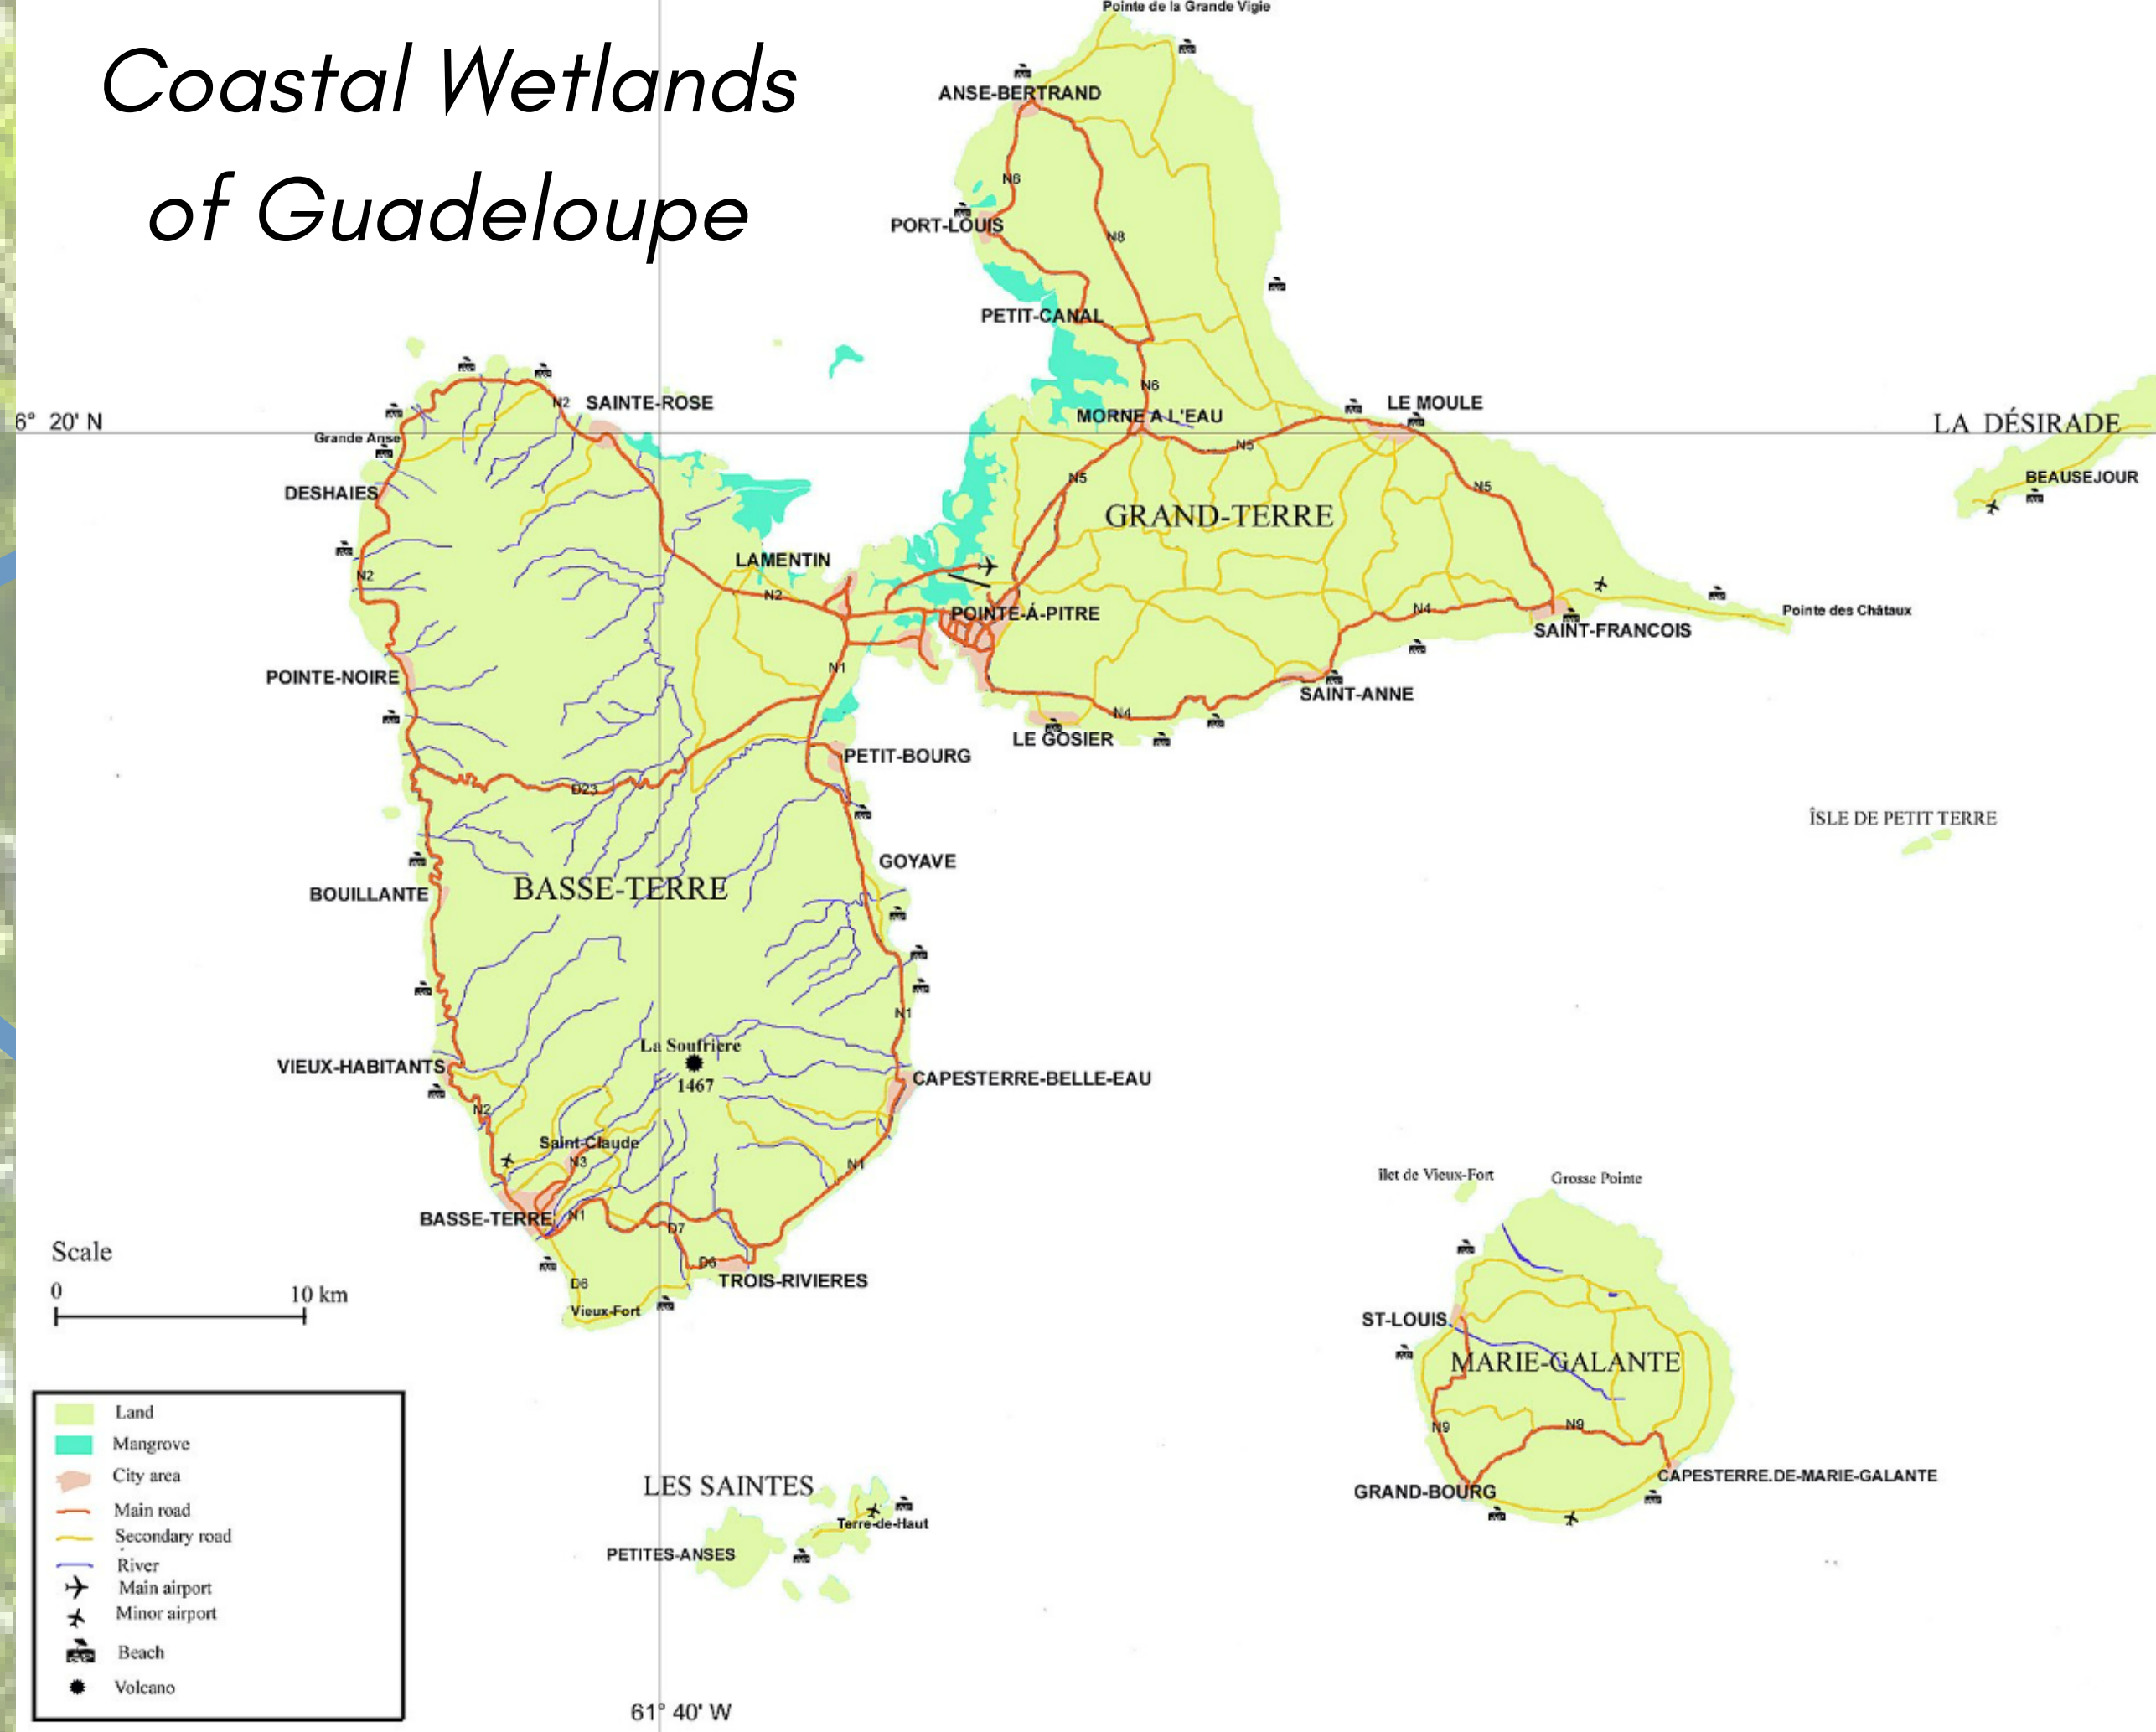 Coastal Wetlands
of Guadeloupe
Pointe de la Grande Vigie
ANSE-BERTRAND
N6
PORT-LOUIS
N8
PETIT-CANAL
N6
MORNE A L'EAU
LE MOULE
6° 20' N
N2
SAINTE-ROSE
Grande Anse
DESHAIES
N5
N5
N5
GRAND-TERRE
LA DÉSIRADE
BEAUSEJOUR
N2
LAMENTIN
N2
POINTE-Á-PITRE
N4
SAINT-FRANCOIS
Pointe des Châtaux
POINTE-NOIRE
N1
SAINT-ANNE
N4
LE GOSIER
PETIT-BOURG
D23
ÎSLE DE PETIT TERRE
GOYAVE
BOUILLANTE
BASSE-TERRE
N1
La Soufriere
1467
VIEUX-HABITANTS
CAPESTERRE-BELLE-EAU
N2
Saint-Claude
N3
N1
BASSE-TERRE
N1
D7
D6
TROIS-RIVIERES
D6
Vieux-Fort
îlet de Vieux-Fort
Grosse Pointe
ST-LOUIS
MARIE-GALANTE
N9
N9
GRAND-BOURG
CAPESTERRE.DE-MARIE-GALANTE
LES SAINTES
Terre-de-Haut
PETITES-ANSES
Scale
0 10 km
Land
Mangrove
City area
Main road
Secondary road
River
Main airport
Minor airport
Beach
Volcano
61° 40' W